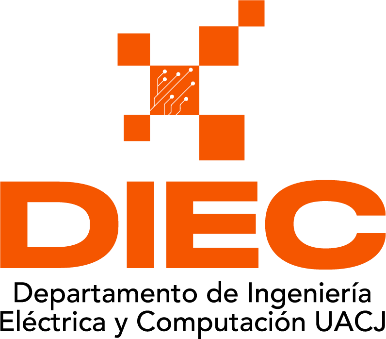 DIEC
Departamento de Ingeniería
Eléctrica y Computación UACJ